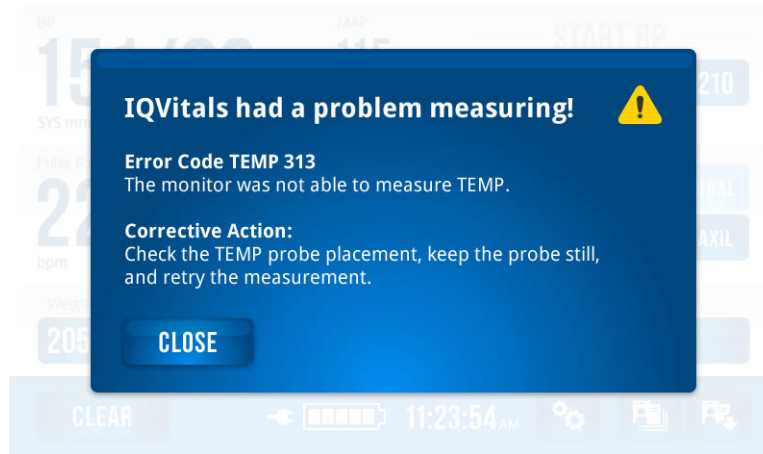 BP
MAP
START BP
115
210
SYS mm
IQVitals had a problem measuring!
Error Code TEMP 313
The monitor was not able to measure TEMP.
Corrective Action:
Check the TEMP probe placement, keep the probe still,
and retry the measurement.
AXIL
bpm
205
CLOSE
CLEAR
11:23:54 AM